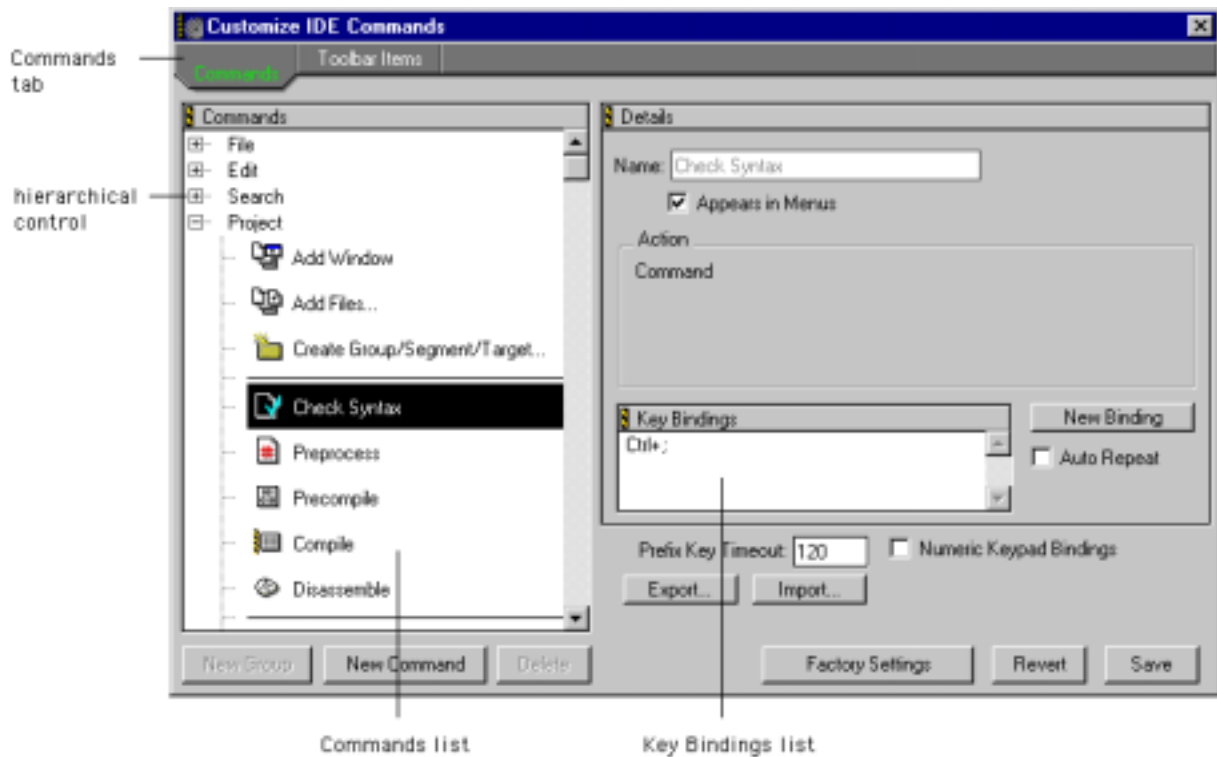 Customize IDE Commands
Commands
tab
Commands
Toolbar Items
Commands
File
Edit
hierarchical
control
Search
Project
Add Window
Add Files...
Create Group/Segment/Target...
Check Syntax
Preprocess
Precompile
Compile
Disassemble
New Group
New Command
Delete
Details
Name: Check Syntax
Appears in Menus
Action
Command
Key Bindings
Ctrl+;
New Binding
Auto Repeat
Prefix Key Timeout: 120
Numeric Keypad Bindings
Export...
Import...
Factory Settings
Revert
Save
Commands list
Key Bindings list